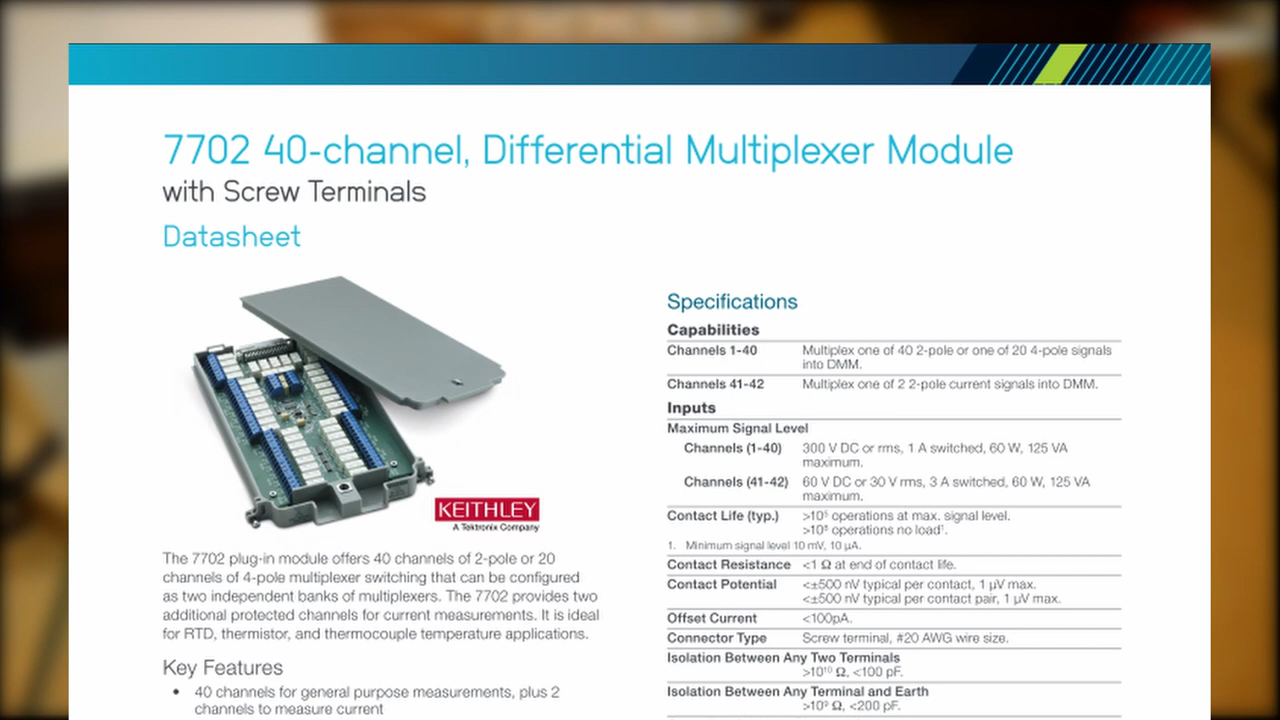 7702 40-channel, Differential Multiplexer Module
with Screw Terminals
Datasheet
KEITHLEY
A Tektronix Company
The 7702 plug-in module offers 40 channels of 2-pole or 20
channels of 4-pole multiplexer switching that can be configured
as two independent banks of multiplexers. The 7702 provides two
additional protected channels for current measurements. It is ideal
for RTD, thermistor, and thermocouple temperature applications.
Key Features
• 40 channels for general purpose measurements, plus 2
channels to measure current
Specifications
Capabilities
Channels 1-40 Multiplex one of 40 2-pole or one of 20 4-pole signals
into DMM.
Channels 41-42 Multiplex one of 2 2-pole current signals into DMM.
Inputs
Maximum Signal Level
Channels (1-40) 300 V DC or rms, 1 A switched, 60 W, 125 VA
maximum.
Channels (41-42) 60 V DC or 30 V rms, 3 A switched, 60 W, 125 VA
maximum.
Contact Life (typ.) >10⁵ operations at max. signal level.
>10⁸ operations no load¹.
1. Minimum signal level 10 mV, 10 µA.
Contact Resistance <1 Ω at end of contact life.
Contact Potential <±500 nV typical per contact, 1 µV max.
<±500 nV typical per contact pair, 1 µV max.
Offset Current <100pA.
Connector Type Screw terminal, #20 AWG wire size.
Isolation Between Any Two Terminals
>10¹⁰ Ω, <100 pF.
Isolation Between Any Terminal and Earth
>10⁹ Ω, <200 pF.